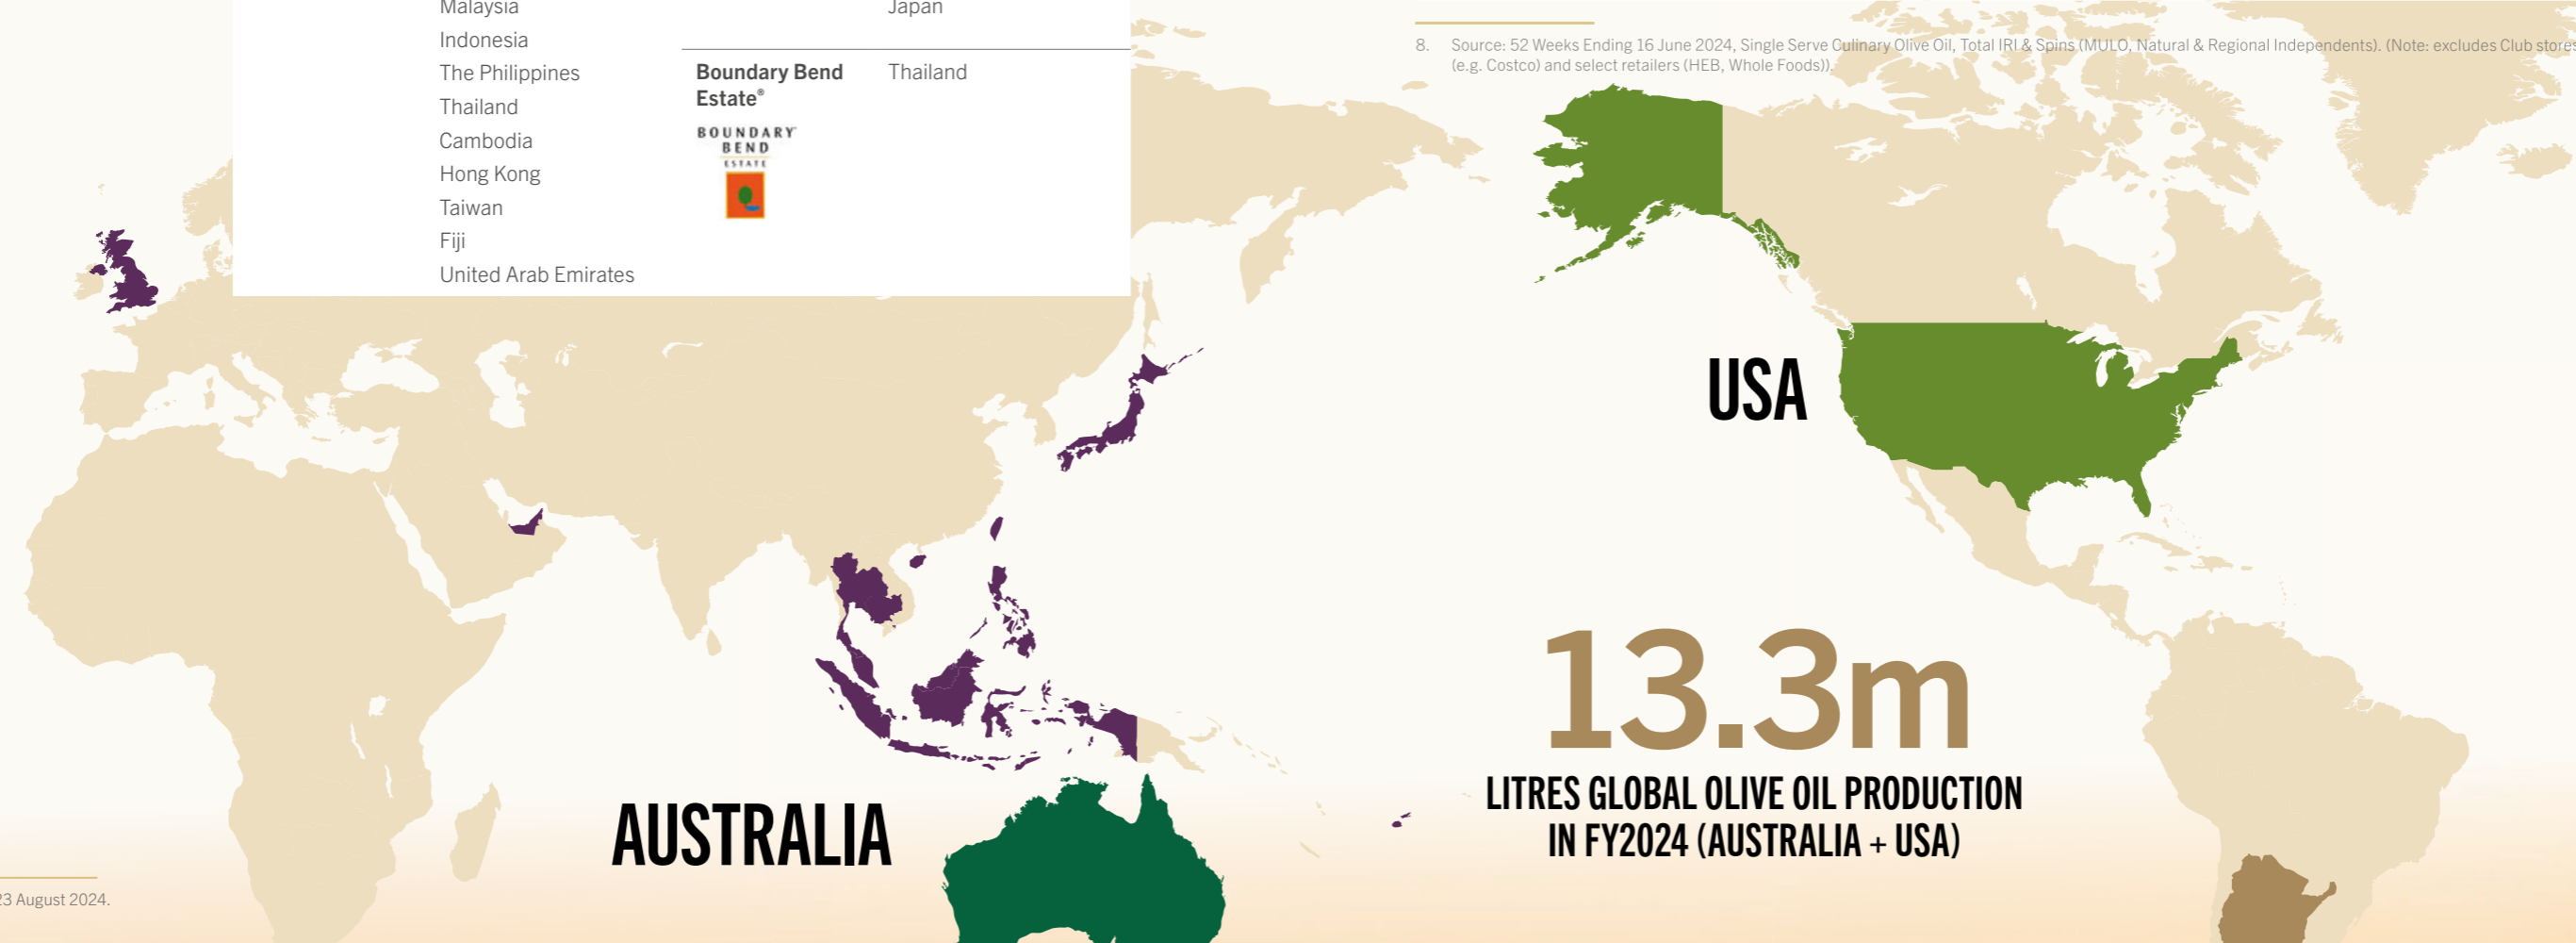 Malaysia
Indonesia
The Philippines
Thailand
Cambodia
Hong Kong
Taiwan
Fiji
United Arab Emirates
Japan
Boundary Bend
Estate®
Thailand
BOUNDARY
BEND
ESTATE
8. Source: 52 Weeks Ending 16 June 2024, Single Serve Culinary Olive Oil, Total IRI & Spins (MULO, Natural & Regional Independents). (Note: excludes Club stores
(e.g. Costco) and select retailers (HEB, Whole Foods)).
USA
13.3m
LITRES GLOBAL OLIVE OIL PRODUCTION
IN FY2024 (AUSTRALIA + USA)
AUSTRALIA
23 August 2024.